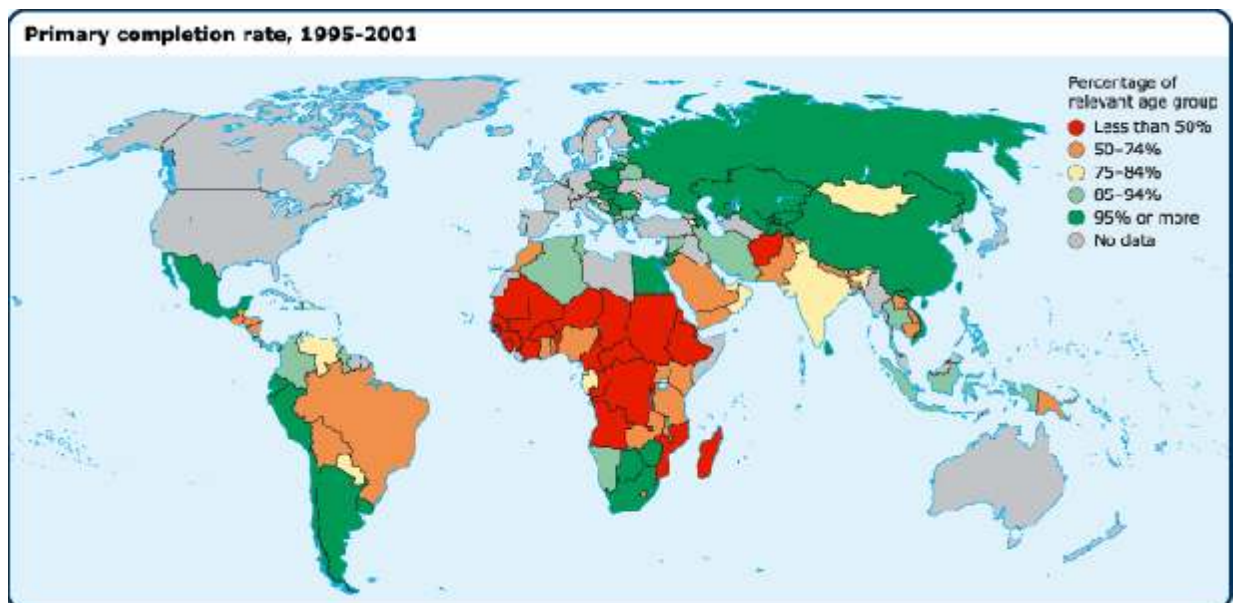 Primary completion rate, 1995-2001
Percentage of
relevant age group
Less than 50%
50–74%
75–84%
85–94%
95% or more
No data